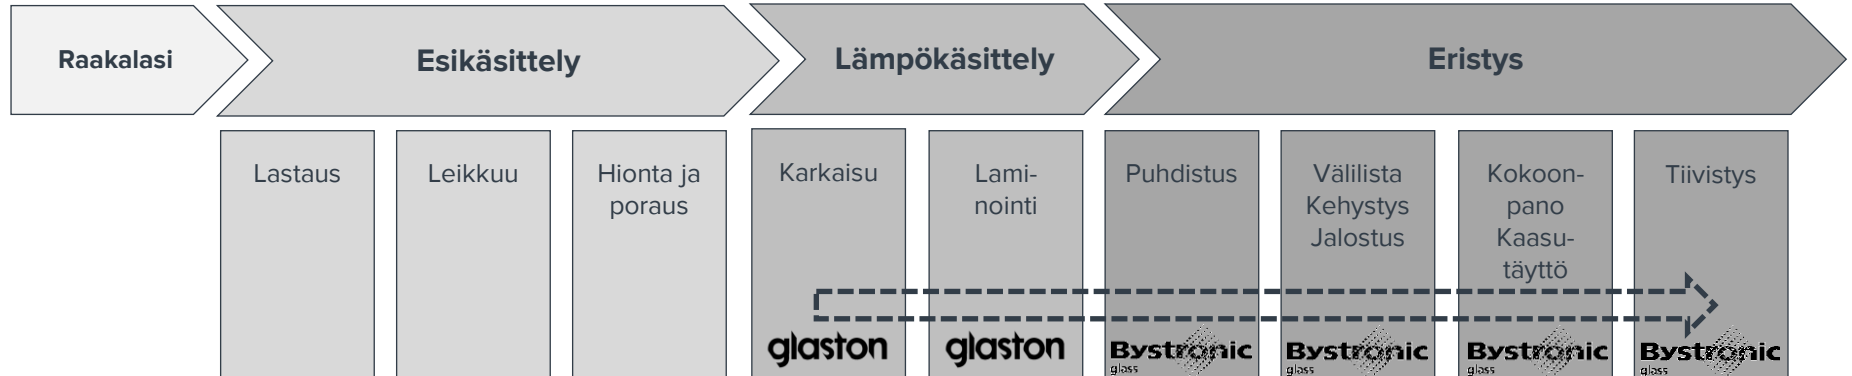 Raakalasi
Esikäsittely
Lämpökäsittely
Eristys
Lastaus
Leikkuu
Hionta ja
poraus
Karkaisu
Lami-
nointi
Puhdistus
Välilista
Kehystys
Jalostus
Kokoon-
pano
Kaasu-
täyttö
Tiivistys
glaston
glaston
Bystronic
glass
Bystronic
glass
Bystronic
glass
Bystronic
glass